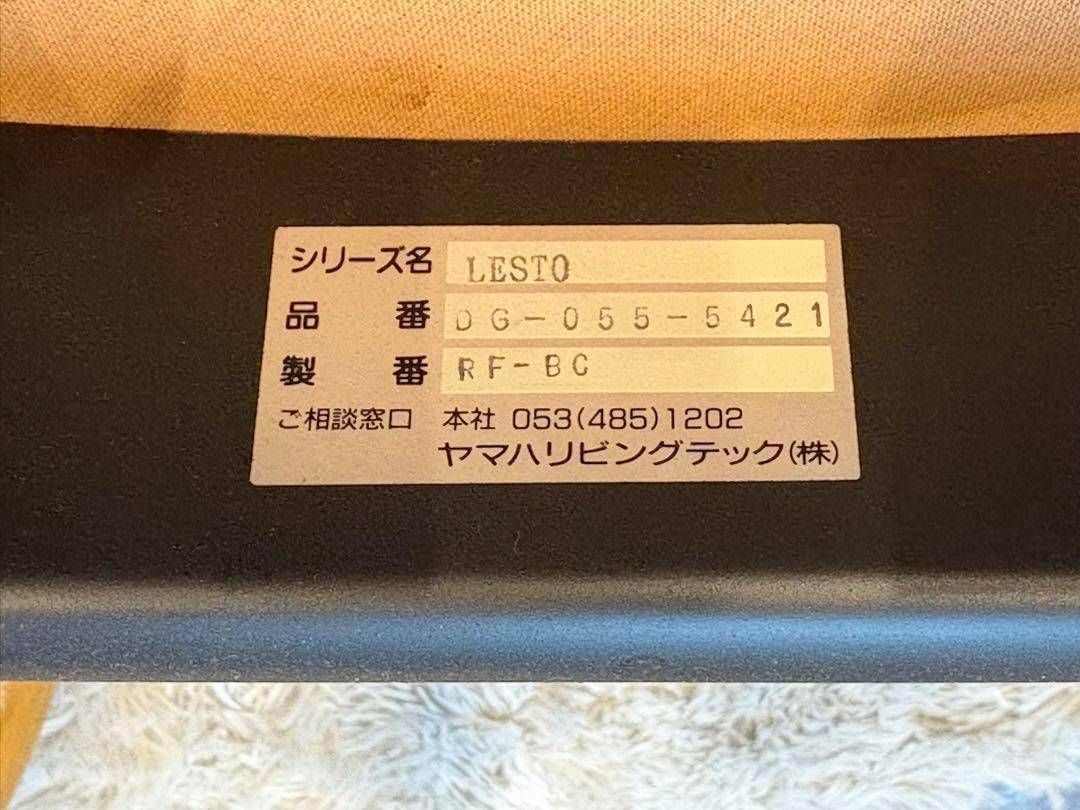 シリーズ名 LESTO
品番 DG-055-5421
製番 RF-BC
ご相談窓口 本社 053(485)1202
ヤマハリビングテック(株)